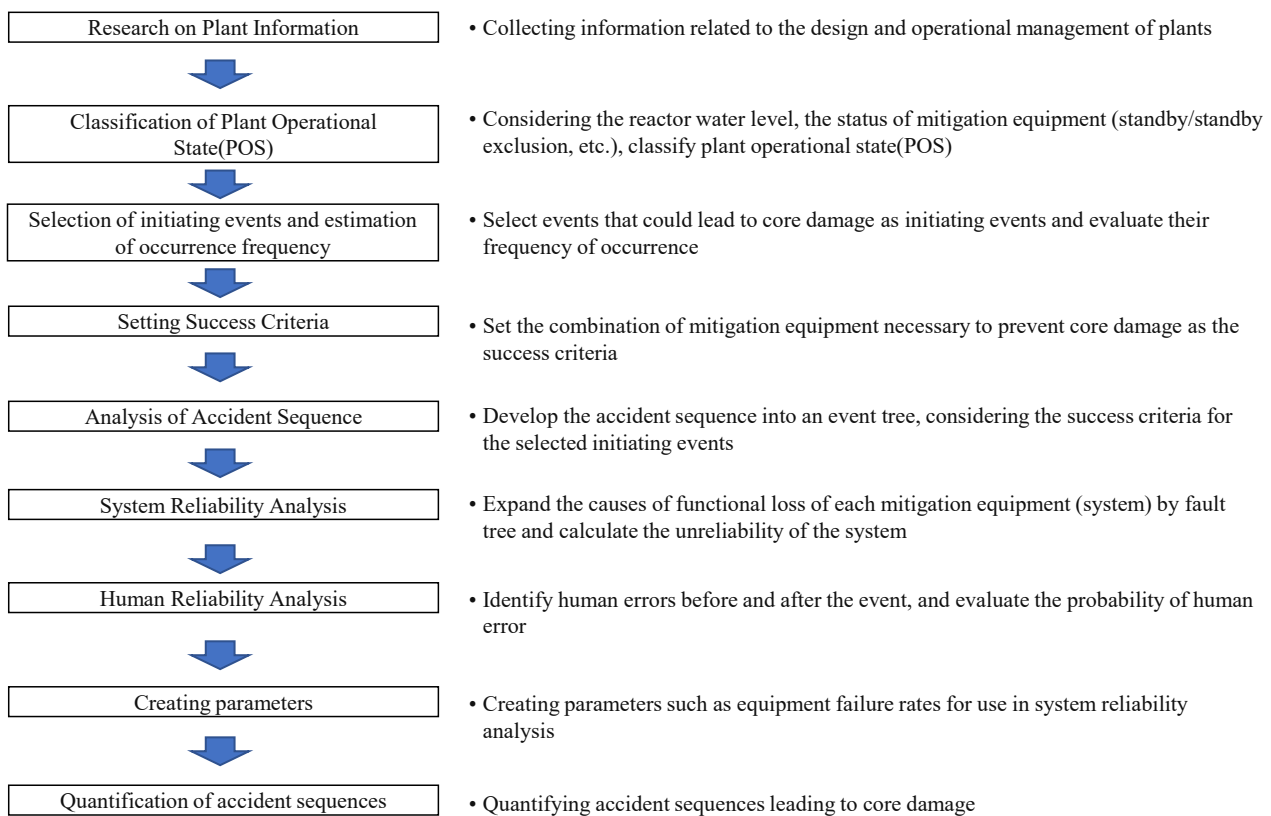 Research on Plant Information
• Collecting information related to the design and operational management of plants
Classification of Plant Operational
State(POS)
• Considering the reactor water level, the status of mitigation equipment (standby/standby
exclusion, etc.), classify plant operational state(POS)
Selection of initiating events and estimation
of occurrence frequency
• Select events that could lead to core damage as initiating events and evaluate their
frequency of occurrence
Setting Success Criteria
• Set the combination of mitigation equipment necessary to prevent core damage as the
success criteria
Analysis of Accident Sequence
• Develop the accident sequence into an event tree, considering the success criteria for
the selected initiating events
System Reliability Analysis
• Expand the causes of functional loss of each mitigation equipment (system) by fault
tree and calculate the unreliability of the system
Human Reliability Analysis
• Identify human errors before and after the event, and evaluate the probability of human
error
Creating parameters
• Creating parameters such as equipment failure rates for use in system reliability
analysis
Quantification of accident sequences
• Quantifying accident sequences leading to core damage